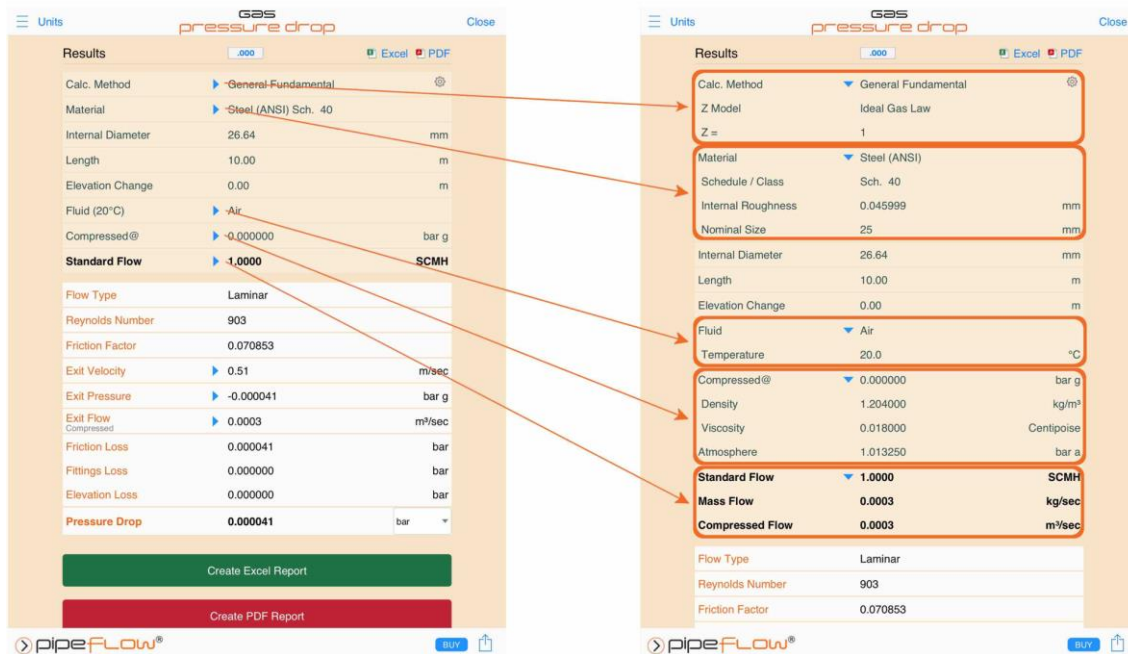 Units
Gas
pressure drop
Close
Results
.000
Excel
PDF
Calc. Method General Fundamental
Material Steel (ANSI) Sch. 40
Internal Diameter 26.64 mm
Length 10.00 m
Elevation Change 0.00 m
Fluid (20°C) Air
Compressed@ 0.000000 bar g
Standard Flow 1.0000 SCMH
Flow Type Laminar
Reynolds Number 903
Friction Factor 0.070853
Exit Velocity 0.51 m/sec
Exit Pressure -0.000041 bar g
Exit Flow 0.0003 m³/sec
Compressed
Friction Loss 0.000041 bar
Fittings Loss 0.000000 bar
Elevation Loss 0.000000 bar
Pressure Drop 0.000041 bar
Create Excel Report
Create PDF Report
pipeflow®
BUY
Units
Gas
pressure drop
Close
Results
.000
Excel
PDF
Calc. Method General Fundamental
Z Model Ideal Gas Law
Z = 1
Material Steel (ANSI)
Schedule / Class Sch. 40
Internal Roughness 0.045999 mm
Nominal Size 25 mm
Internal Diameter 26.64 mm
Length 10.00 m
Elevation Change 0.00 m
Fluid Air
Temperature 20.0 °C
Compressed@ 0.000000 bar g
Density 1.204000 kg/m³
Viscosity 0.018000 Centipoise
Atmosphere 1.013250 bar a
Standard Flow 1.0000 SCMH
Mass Flow 0.0003 kg/sec
Compressed Flow 0.0003 m³/sec
Flow Type Laminar
Reynolds Number 903
Friction Factor 0.070853
pipeflow®
BUY